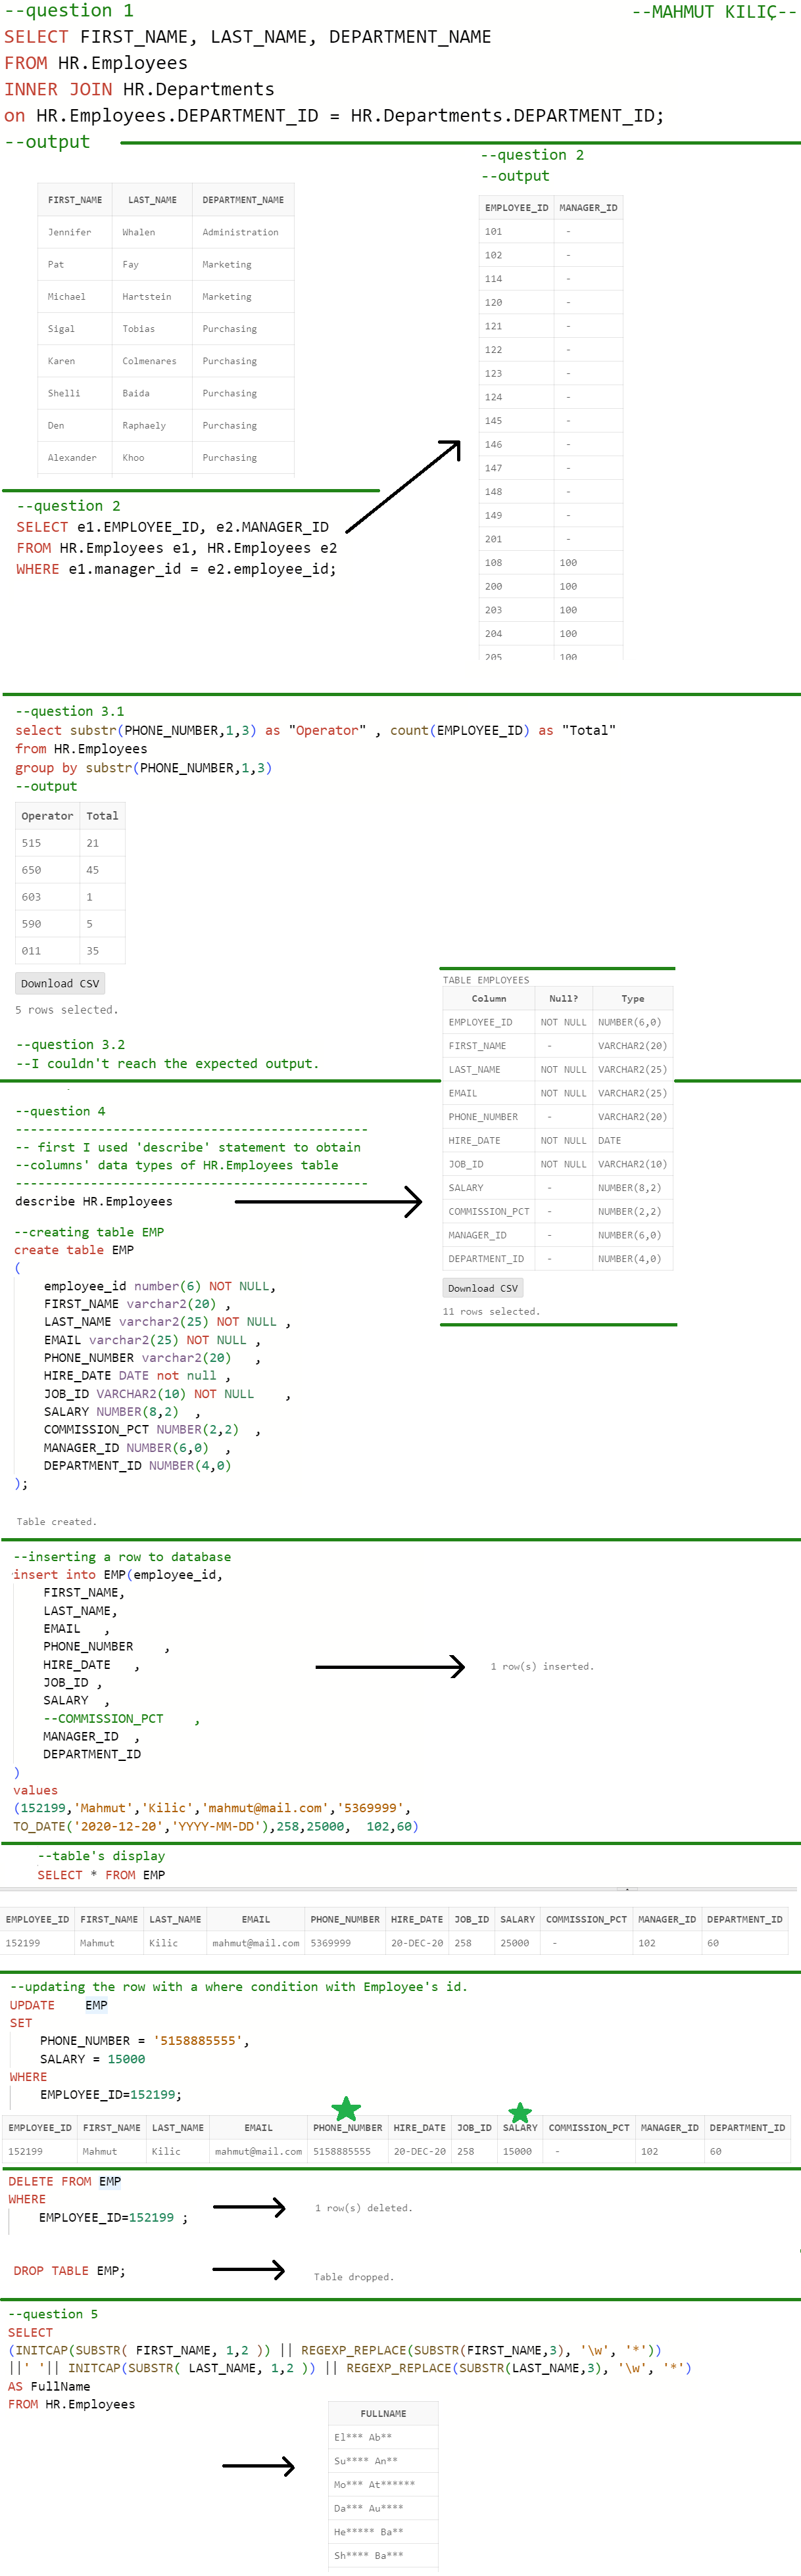 --question 1
--MAHMUT KILIÇ--
SELECT FIRST_NAME, LAST_NAME, DEPARTMENT_NAME
FROM HR.Employees
INNER JOIN HR.Departments
on HR.Employees.DEPARTMENT_ID = HR.Departments.DEPARTMENT_ID;
--output
FIRST_NAME LAST_NAME DEPARTMENT_NAME
Jennifer Whalen Administration
Pat Fay Marketing
Michael Hartstein Marketing
Sigal Tobias Purchasing
Karen Colmenares Purchasing
Shelli Baida Purchasing
Den Raphaely Purchasing
Alexander Khoo Purchasing
--question 2
SELECT e1.EMPLOYEE_ID, e2.MANAGER_ID
FROM HR.Employees e1, HR.Employees e2
WHERE e1.manager_id = e2.employee_id;
--question 2
--output
EMPLOYEE_ID MANAGER_ID
101 -
102 -
114 -
120 -
121 -
122 -
123 -
124 -
145 -
146 -
147 -
148 -
149 -
201 -
108 100
200 100
203 100
204 100
205 100
--question 3.1
select substr(PHONE_NUMBER,1,3) as "Operator" , count(EMPLOYEE_ID) as "Total"
from HR.Employees
group by substr(PHONE_NUMBER,1,3)
--output
Operator Total
515 21
650 45
603 1
590 5
011 35
Download CSV
5 rows selected.
--question 3.2
--I couldn't reach the expected output.
--question 4
-----------------------------------------------
-- first I used 'describe' statement to obtain
--columns' data types of HR.Employees table
-----------------------------------------------
describe HR.Employees
TABLE EMPLOYEES
Column Null? Type
EMPLOYEE_ID NOT NULL NUMBER(6,0)
FIRST_NAME - VARCHAR2(20)
LAST_NAME NOT NULL VARCHAR2(25)
EMAIL NOT NULL VARCHAR2(25)
PHONE_NUMBER - VARCHAR2(20)
HIRE_DATE NOT NULL DATE
JOB_ID NOT NULL VARCHAR2(10)
SALARY - NUMBER(8,2)
COMMISSION_PCT - NUMBER(2,2)
MANAGER_ID - NUMBER(6,0)
DEPARTMENT_ID - NUMBER(4,0)
Download CSV
11 rows selected.
--creating table EMP
create table EMP
(
employee_id number(6) NOT NULL,
FIRST_NAME varchar2(20) ,
LAST_NAME varchar2(25) NOT NULL ,
EMAIL varchar2(25) NOT NULL ,
PHONE_NUMBER varchar2(20) ,
HIRE_DATE DATE not null ,
JOB_ID VARCHAR2(10) NOT NULL ,
SALARY NUMBER(8,2) ,
COMMISSION_PCT NUMBER(2,2) ,
MANAGER_ID NUMBER(6,0) ,
DEPARTMENT_ID NUMBER(4,0)
);
Table created.
--inserting a row to database
insert into EMP(employee_id,
FIRST_NAME,
LAST_NAME,
EMAIL ,
PHONE_NUMBER ,
HIRE_DATE ,
JOB_ID ,
SALARY ,
--COMMISSION_PCT ,
MANAGER_ID ,
DEPARTMENT_ID
)
values
(152199,'Mahmut','Kilic','mahmut@mail.com','5369999',
TO_DATE('2020-12-20','YYYY-MM-DD'),258,25000, 102,60)
1 row(s) inserted.
--table's display
SELECT * FROM EMP
EMPLOYEE_ID FIRST_NAME LAST_NAME EMAIL PHONE_NUMBER HIRE_DATE JOB_ID SALARY COMMISSION_PCT MANAGER_ID DEPARTMENT_ID
152199 Mahmut Kilic mahmut@mail.com 5369999 20-DEC-20 258 25000 - 102 60
--updating the row with a where condition with Employee's id.
UPDATE EMP
SET
PHONE_NUMBER = '5158885555',
SALARY = 15000
WHERE
EMPLOYEE_ID=152199;
EMPLOYEE_ID FIRST_NAME LAST_NAME EMAIL PHONE_NUMBER HIRE_DATE JOB_ID SALARY COMMISSION_PCT MANAGER_ID DEPARTMENT_ID
152199 Mahmut Kilic mahmut@mail.com 5158885555 20-DEC-20 258 15000 - 102 60
DELETE FROM EMP
WHERE
EMPLOYEE_ID=152199 ;
1 row(s) deleted.
DROP TABLE EMP;
Table dropped.
--question 5
SELECT
(INITCAP(SUBSTR( FIRST_NAME, 1,2 )) || REGEXP_REPLACE(SUBSTR(FIRST_NAME,3), '\w', '*'))
||' '|| INITCAP(SUBSTR( LAST_NAME, 1,2 )) || REGEXP_REPLACE(SUBSTR(LAST_NAME,3), '\w', '*')
AS FullName
FROM HR.Employees
FULLNAME
El*** Ab**
Su**** An**
Mo*** At******
Da*** Au****
He***** Ba**
Sh**** Ba***